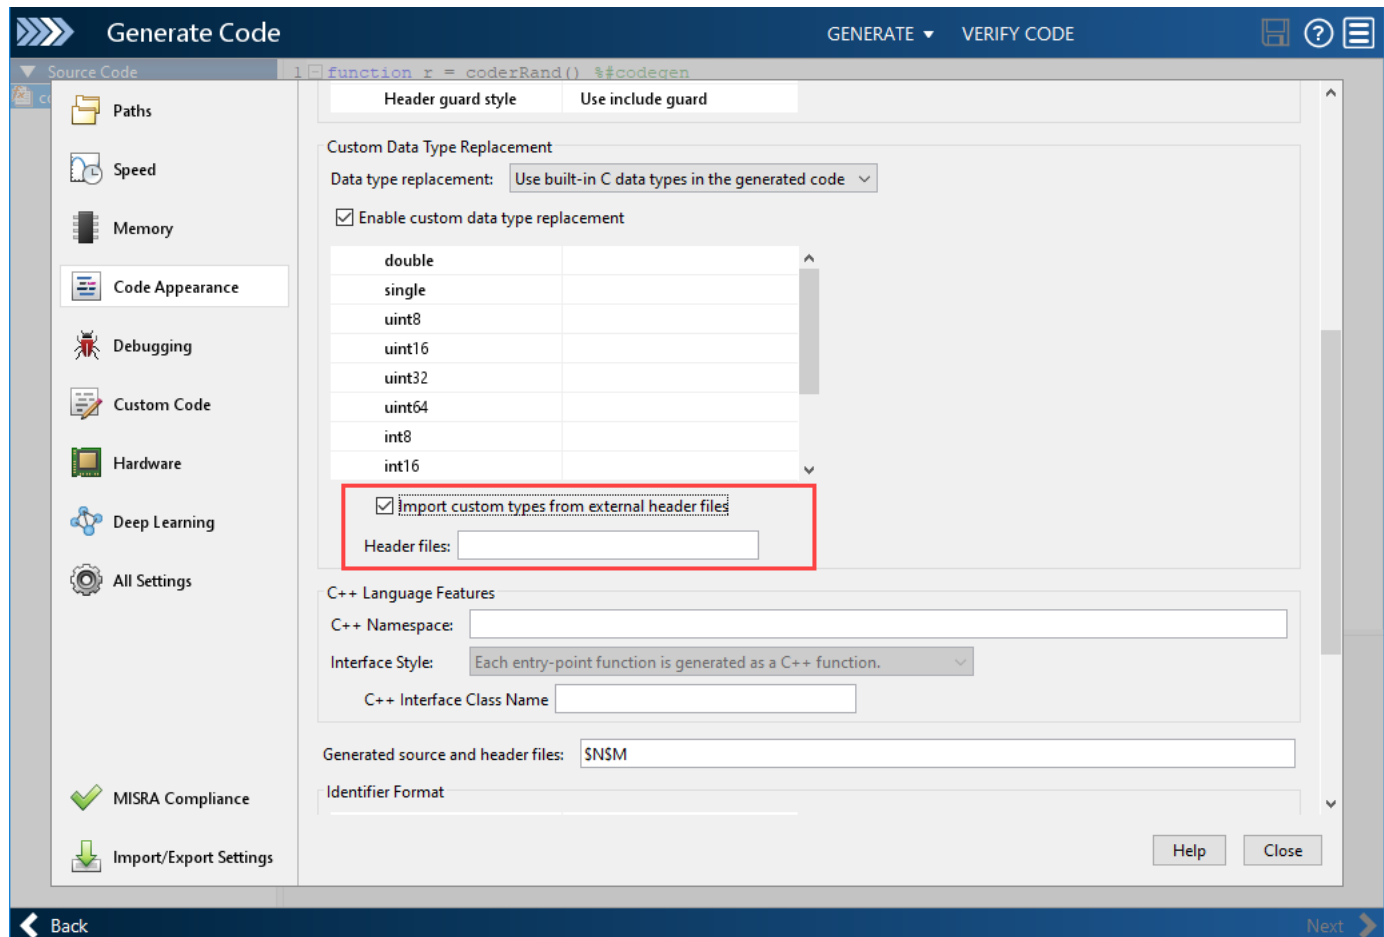 Generate Code
GENERATE VERIFY CODE
Source Code
1 function r = coderRand() %#codegen
Paths
Speed
Memory
Code Appearance
Debugging
Custom Code
Hardware
Deep Learning
All Settings
MISRA Compliance
Import/Export Settings
Header guard style Use include guard
Custom Data Type Replacement
Data type replacement: Use built-in C data types in the generated code
Enable custom data type replacement
double
single
uint8
uint16
uint32
uint64
int8
int16
Import custom types from external header files
Header files:
C++ Language Features
C++ Namespace:
Interface Style: Each entry-point function is generated as a C++ function.
C++ Interface Class Name
Generated source and header files: $N$M
Identifier Format
Help Close
Back Next